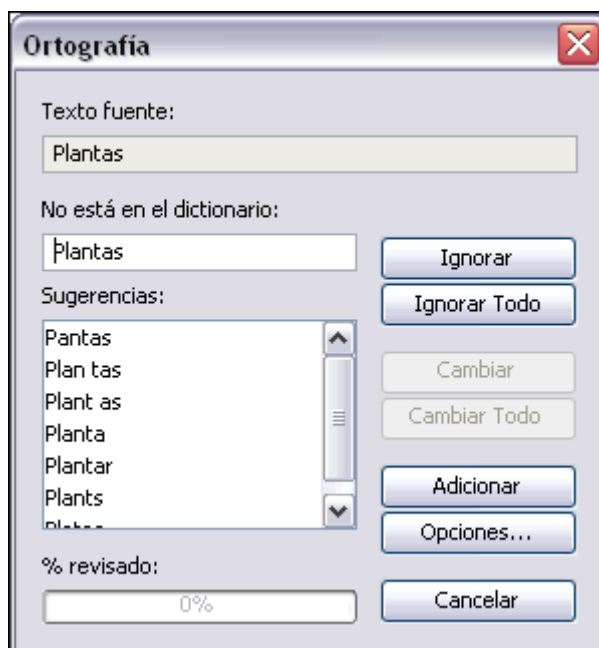 Ortografía
Texto fuente:
Plantas
No está en el dictionario:
Plantas
Ignorar
Sugerencias:
Ignorar Todo
Pantas
Plan tas
Cambiar
Plant as
Cambiar Todo
Planta
Plantar
Adicionar
Plants
Opciones...
% revisado:
0%
Cancelar